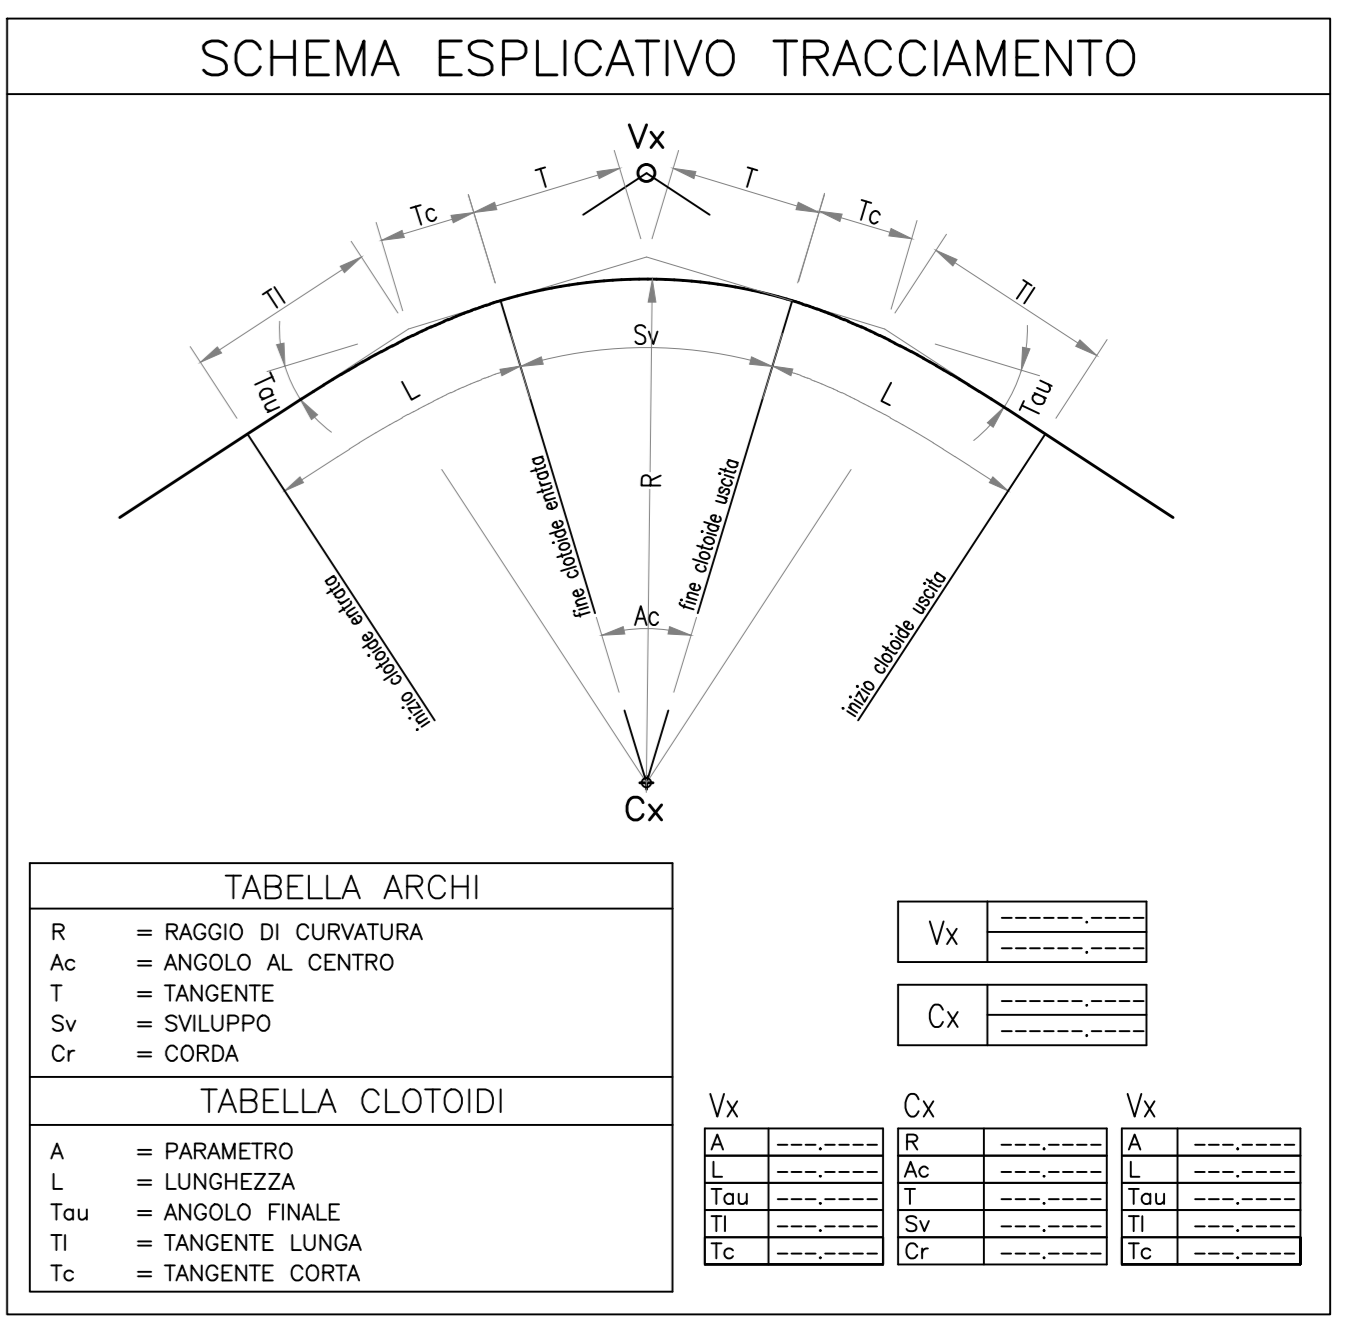 SCHEMA ESPLICATIVO TRACCIAMENTO
Vx
T
T
Tc
Tc
Tl
Tl
Sv
Tau
Tau
L
L
R
fine clotoide entrata
fine clotoide uscita
inizio clotoide entrata
inizio clotoide uscita
Ac
Cx
TABELLA ARCHI
R = RAGGIO DI CURVATURA
Ac = ANGOLO AL CENTRO
T = TANGENTE
Sv = SVILUPPO
Cr = CORDA
TABELLA CLOTOIDI
A = PARAMETRO
L = LUNGHEZZA
Tau = ANGOLO FINALE
Tl = TANGENTE LUNGA
Tc = TANGENTE CORTA
Vx ------.----
------.----
Cx ------.----
------.----
Vx
A ---.----
L ---.----
Tau ---.----
Tl ---.----
Tc ---.----
Cx
R ---.----
Ac ---.----
T ---.----
Sv ---.----
Cr ---.----
Vx
A ---.----
L ---.----
Tau ---.----
Tl ---.----
Tc ---.----